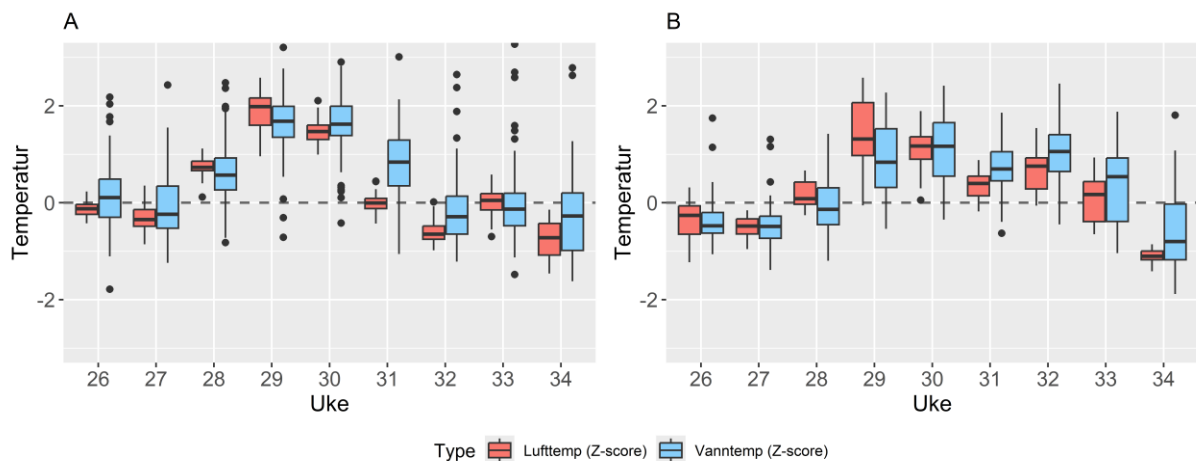 A
B
Temperatur
2
0
-2
26 27 28 29 30 31 32 33 34
Uke
Temperatur
2
0
-2
26 27 28 29 30 31 32 33 34
Uke
Type Lufttemp (Z-score) Vanntemp (Z-score)